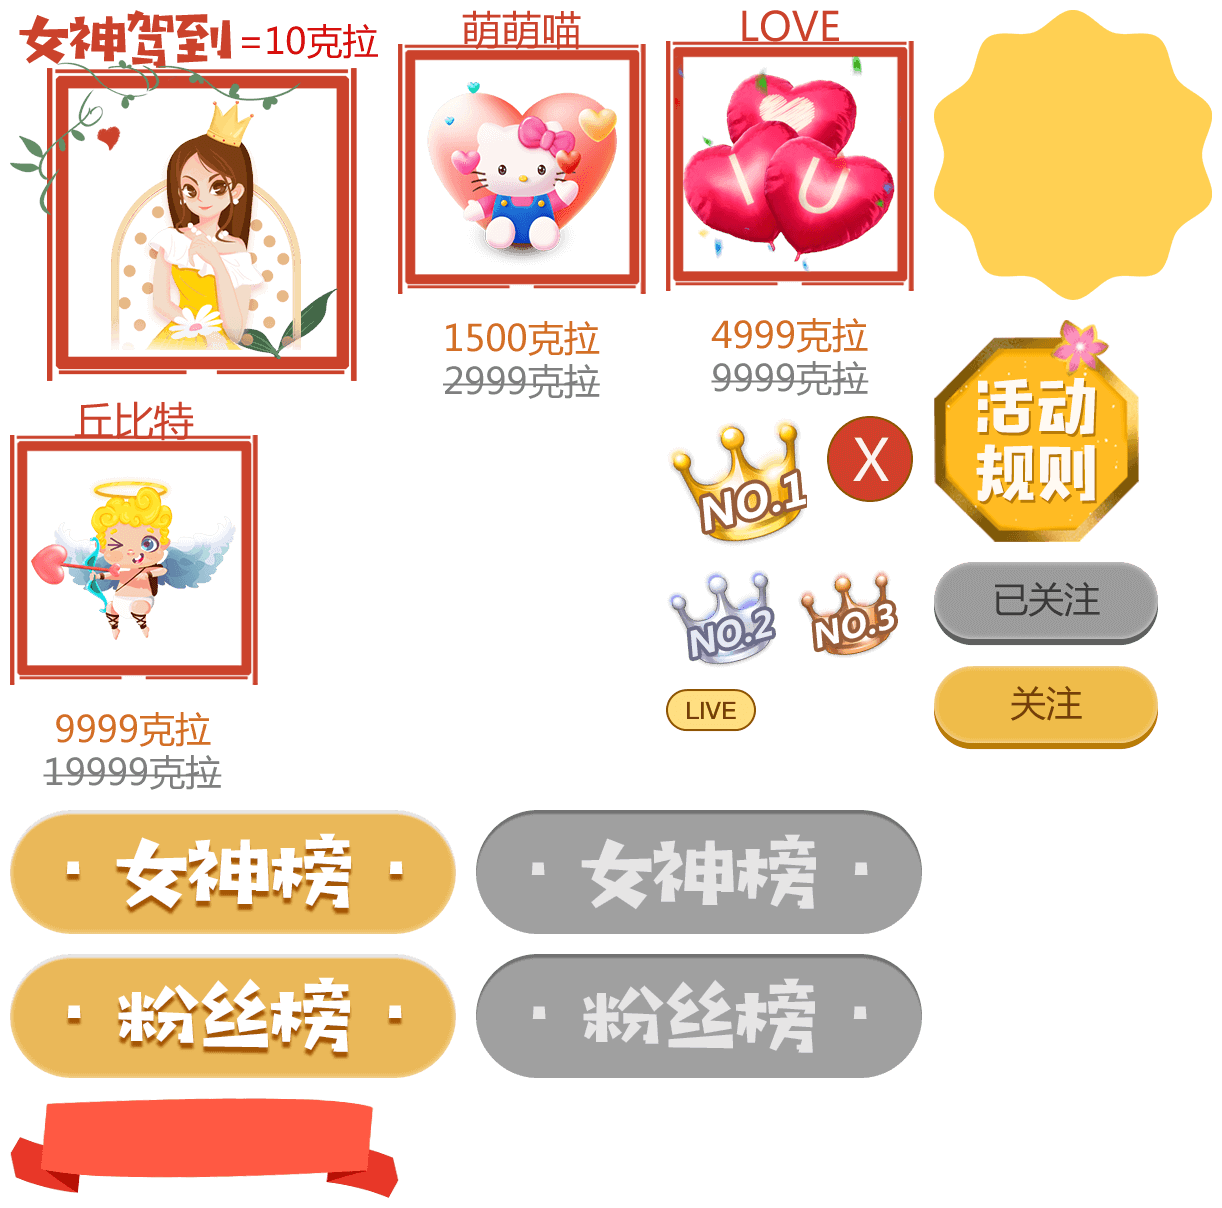 女神驾到=10克拉
萌萌喵
LOVE
I U
1500克拉
2999克拉
4999克拉
9999克拉
活动
规则
丘比特
NO.1
X
NO.2
NO.3
已关注
LIVE
关注
9999克拉
19999克拉
· 女神榜 ·
· 女神榜 ·
· 粉丝榜 ·
· 粉丝榜 ·